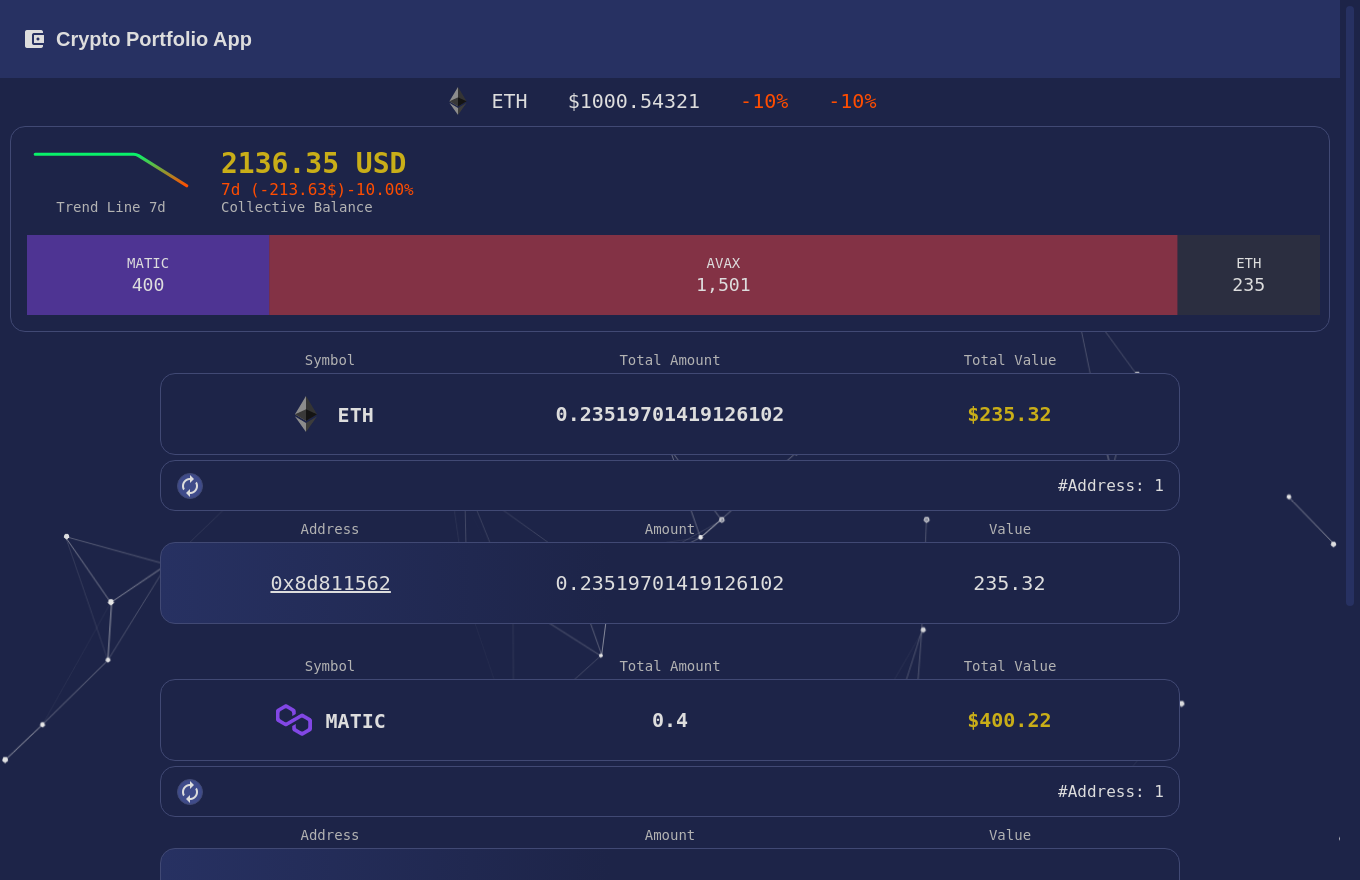 Crypto Portfolio App
ETH $1000.54321 -10% -10%
2136.35 USD
7d (-213.63$)-10.00%
Trend Line 7d
Collective Balance
MATIC AVAX ETH
400 1,501 235
Symbol Total Amount Total Value
ETH 0.23519701419126102 $235.32
#Address: 1
Address Amount Value
0x8d811562 0.23519701419126102 235.32
Symbol Total Amount Total Value
MATIC 0.4 $400.22
#Address: 1
Address Amount Value